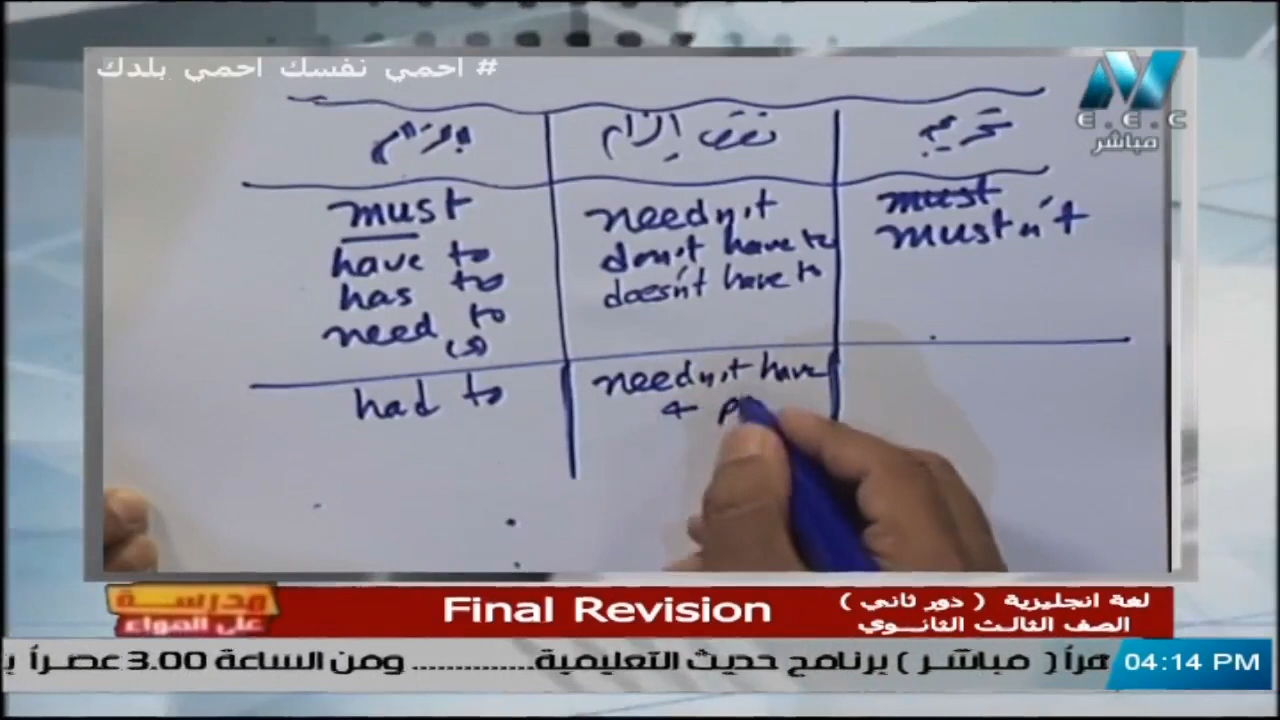 # احمي نفسك احمي بلدك
E.E.C
مباشر
إلزام
نقص إلزام
تحريم
must
have to
has to
need to
(s)
needn't
don't have to
doesn't have to
must
mustn't
had to
needn't have
+ P
مدرسة
على الهواء
Final Revision
لغة انجليزية ( دور ثاني )
الصف الثالث الثانوي
هراً ( مباشر ) برنامج حديث التعليمية............ ومن الساعة 3.00 عصراً
04:14 PM